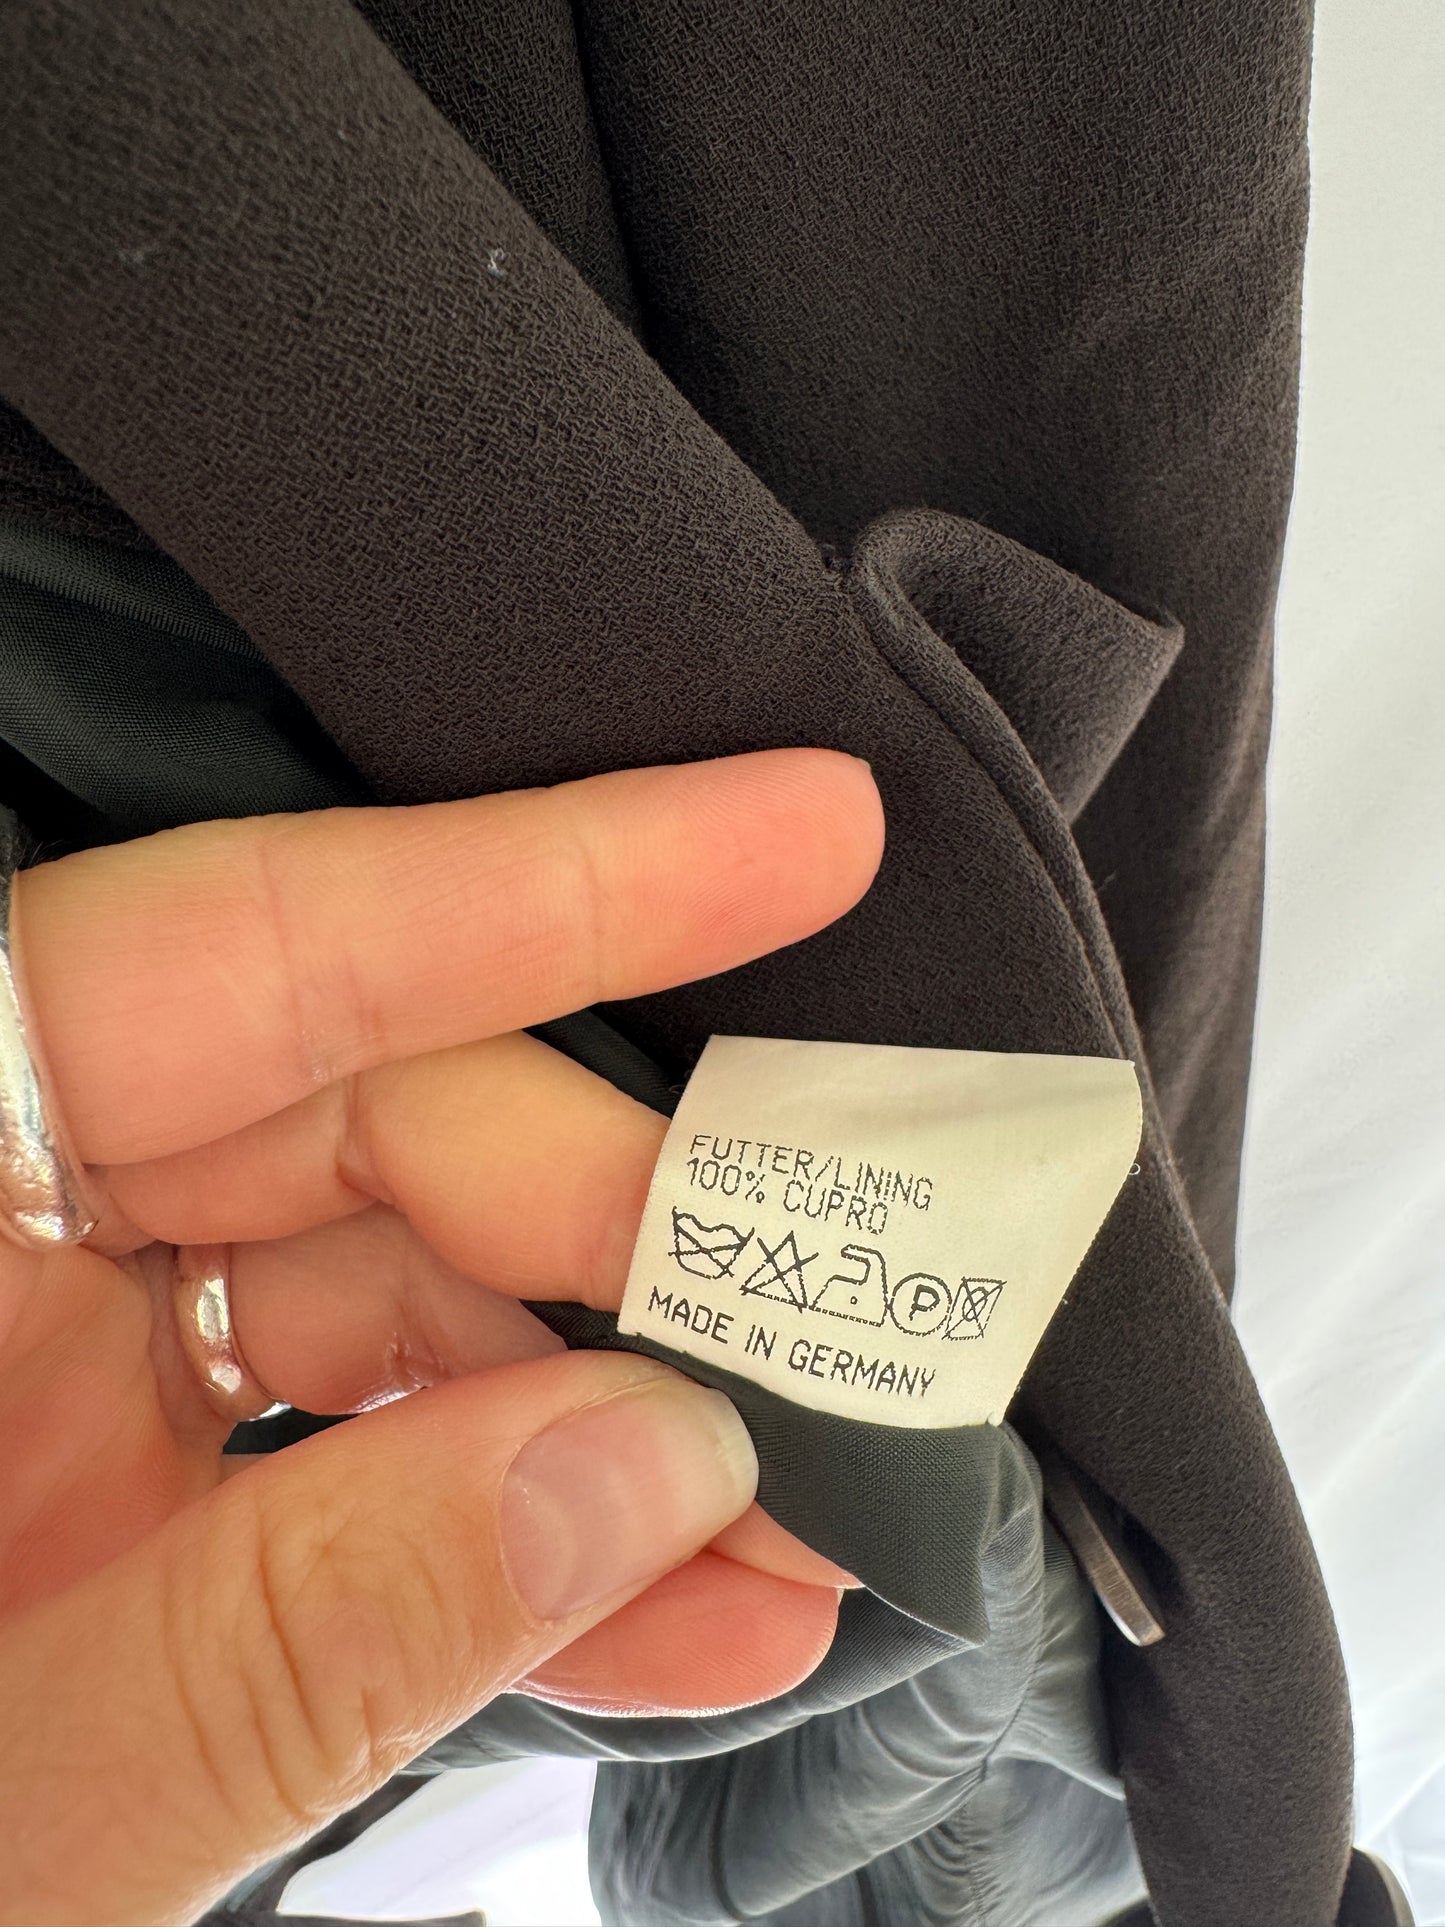 FUTTER/LINING
100% CUPRO
P
MADE IN GERMANY